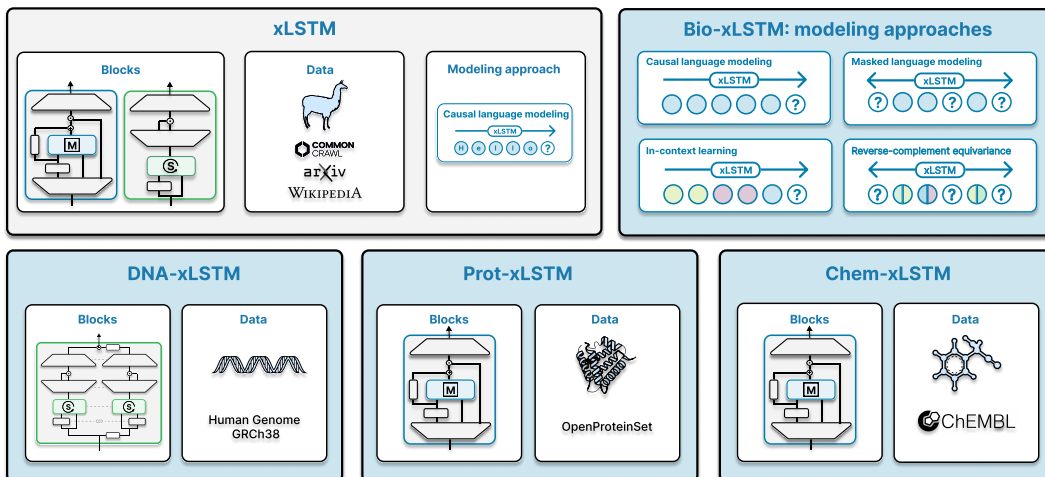 xLSTM
Blocks
M
S
Data
COMMON
CRAWL
arXiv
WIKIPEDIA
Modeling approach
Causal language modeling
xLSTM
H e l l o ?
Bio-xLSTM: modeling approaches
Causal language modeling
xLSTM
?
Masked language modeling
xLSTM
? ? ?
In-context learning
xLSTM
?
Reverse-complement equivariance
xLSTM
? ? ?
DNA-xLSTM
Blocks
S S
Data
Human Genome
GRCh38
Prot-xLSTM
Blocks
M
Data
OpenProteinSet
Chem-xLSTM
Blocks
M
Data
ChEMBL